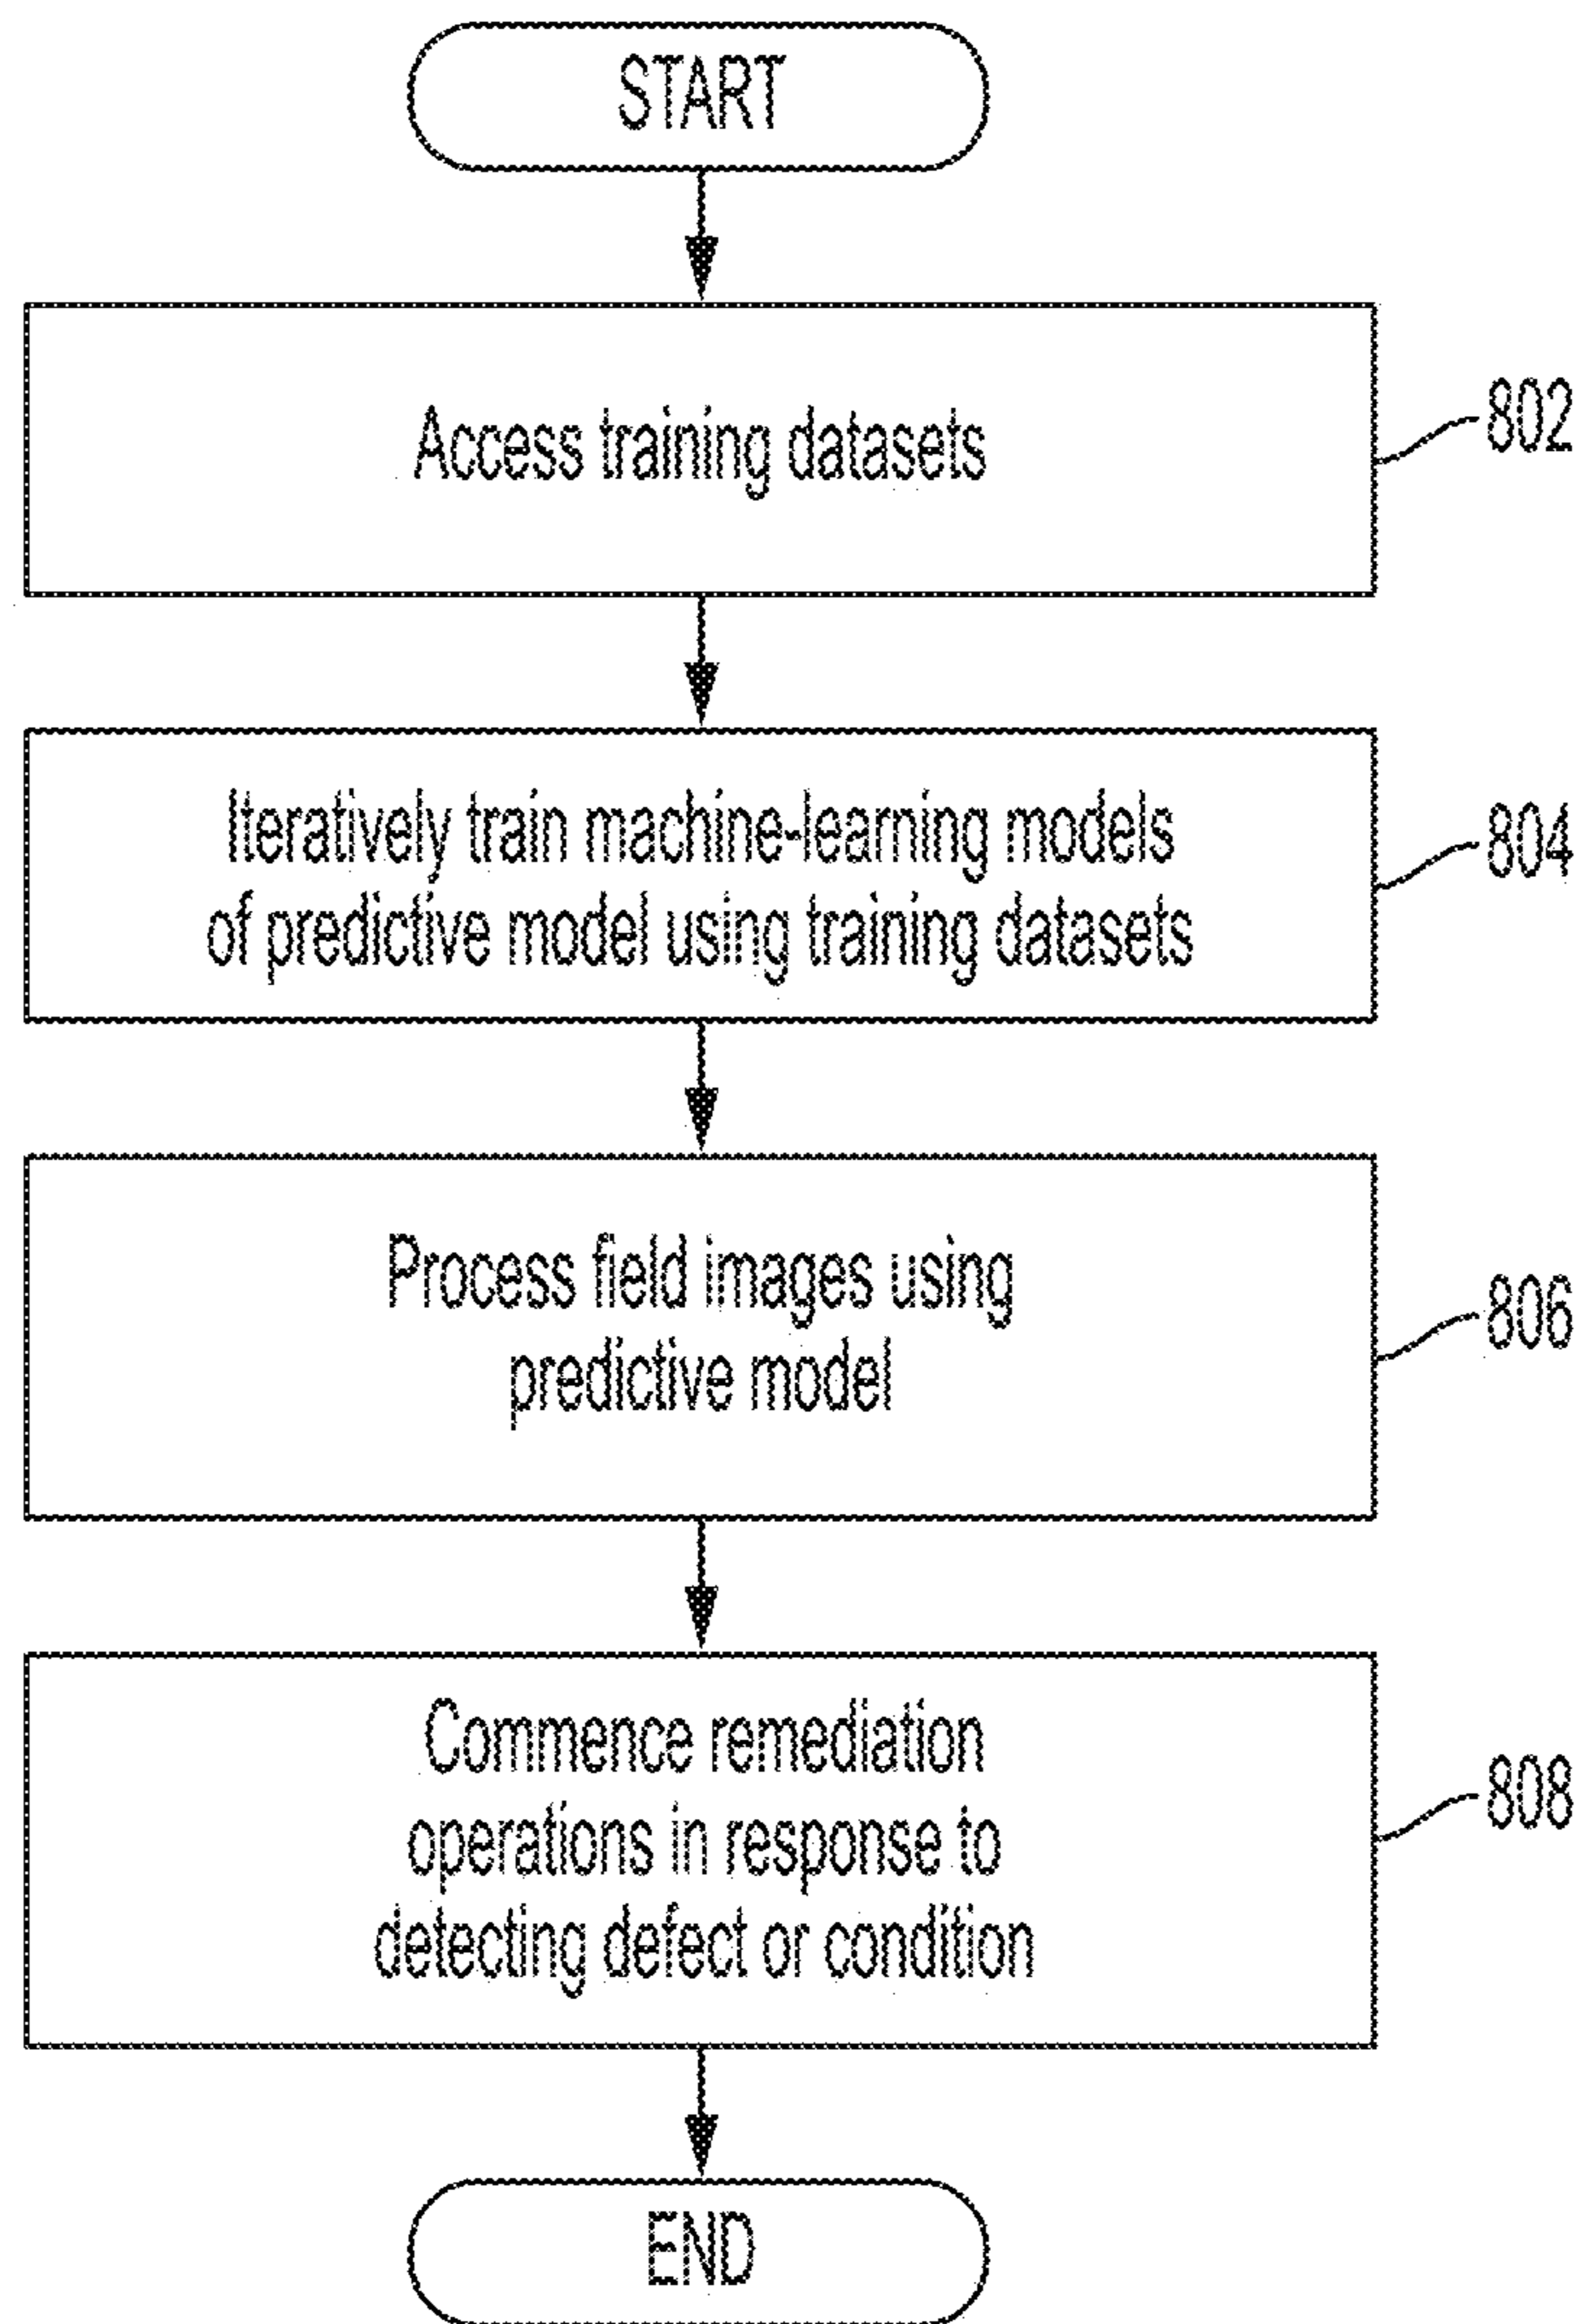 START
Access training datasets
802
Iteratively train machine-learning models
of predictive model using training datasets
804
Process field images using
predictive model
806
Commence remediation
operations in response to
detecting defect or condition
808
END